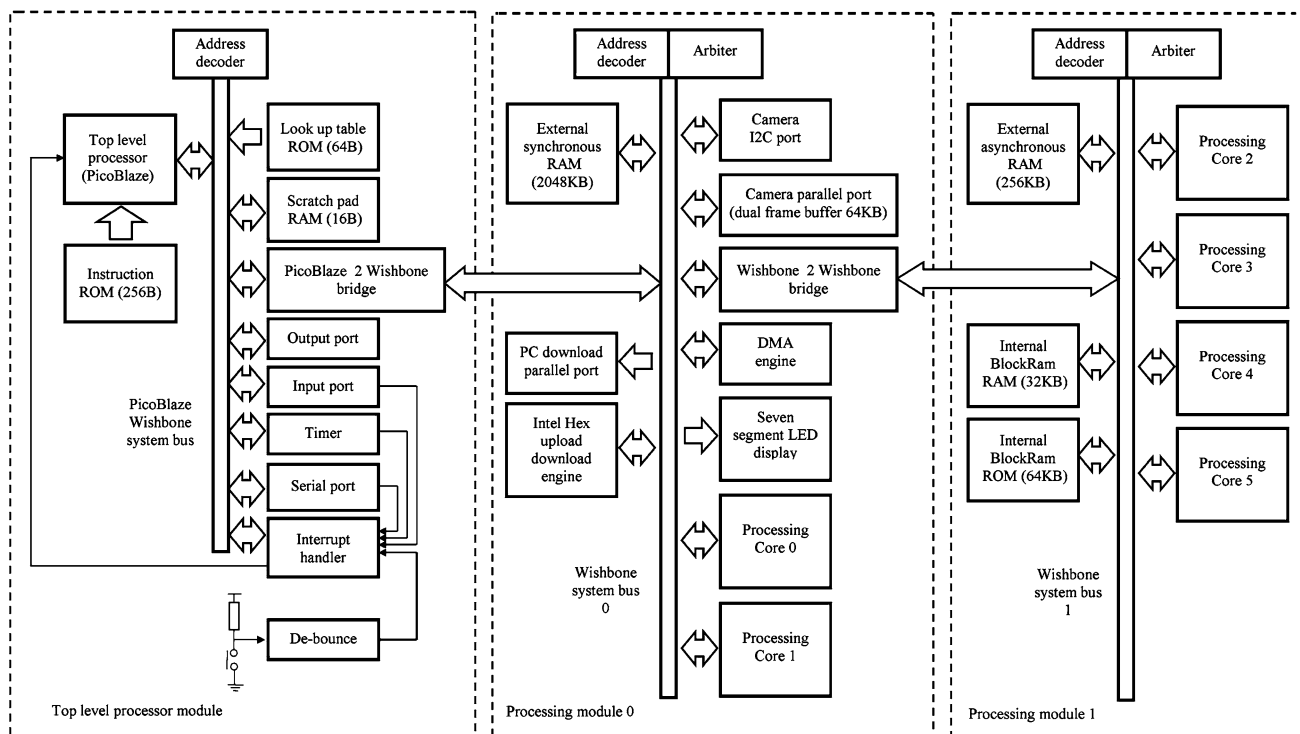 Address
decoder
Top level
processor
(PicoBlaze)
Look up table
ROM (64B)
Scratch pad
RAM (16B)
Instruction
ROM (256B)
PicoBlaze 2 Wishbone
bridge
Output port
Input port
PicoBlaze
Wishbone
system bus
Timer
Serial port
Interrupt
handler
De-bounce
Top level processor module
Address
decoder
Arbiter
External
synchronous
RAM
(2048KB)
Camera
I2C port
Camera parallel port
(dual frame buffer 64KB)
Wishbone 2 Wishbone
bridge
PC download
parallel port
DMA
engine
Intel Hex
upload
download
engine
Seven
segment LED
display
Processing
Core 0
Wishbone
system bus
0
Processing
Core 1
Processing module 0
Address
decoder
Arbiter
External
asynchronous
RAM
(256KB)
Processing
Core 2
Processing
Core 3
Internal
BlockRam
RAM (32KB)
Processing
Core 4
Internal
BlockRam
ROM (64KB)
Processing
Core 5
Wishbone
system bus
1
Processing module 1